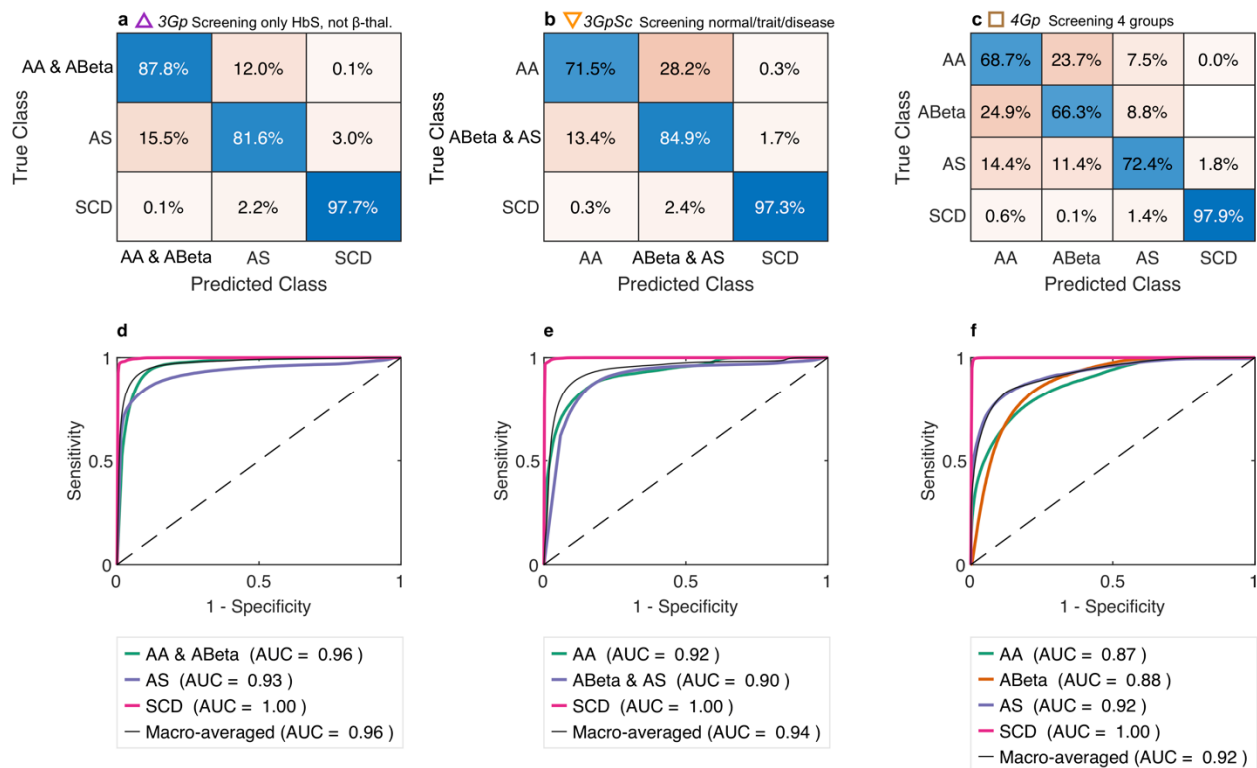 a 3Gp Screening only HbS, not β-thal.
True Class
AA & ABeta 87.8% 12.0% 0.1%
AS 15.5% 81.6% 3.0%
SCD 0.1% 2.2% 97.7%
AA & ABeta AS SCD
Predicted Class
b 3GpSc Screening normal/trait/disease
True Class
AA 71.5% 28.2% 0.3%
ABeta & AS 13.4% 84.9% 1.7%
SCD 0.3% 2.4% 97.3%
AA ABeta & AS SCD
Predicted Class
c 4Gp Screening 4 groups
True Class
AA 68.7% 23.7% 7.5% 0.0%
ABeta 24.9% 66.3% 8.8%
AS 14.4% 11.4% 72.4% 1.8%
SCD 0.6% 0.1% 1.4% 97.9%
AA ABeta AS SCD
Predicted Class
d
1
0.5
0
Sensitivity
0 0.5 1
1 - Specificity
AA & ABeta (AUC = 0.96 )
AS (AUC = 0.93 )
SCD (AUC = 1.00 )
Macro-averaged (AUC = 0.96 )
e
1
0.5
0
Sensitivity
0 0.5 1
1 - Specificity
AA (AUC = 0.92 )
ABeta & AS (AUC = 0.90 )
SCD (AUC = 1.00 )
Macro-averaged (AUC = 0.94 )
f
1
0.5
0
Sensitivity
0 0.5 1
1 - Specificity
AA (AUC = 0.87 )
ABeta (AUC = 0.88 )
AS (AUC = 0.92 )
SCD (AUC = 1.00 )
Macro-averaged (AUC = 0.92 )